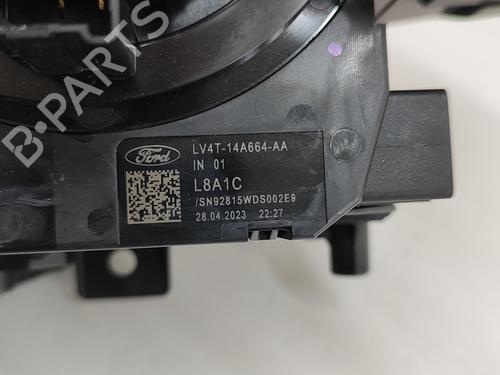 Ford
LV4T-14A664-AA
IN 01
L8A1C
/SN92815WDS002E9
28.04.2023 22:27
B-PARTS